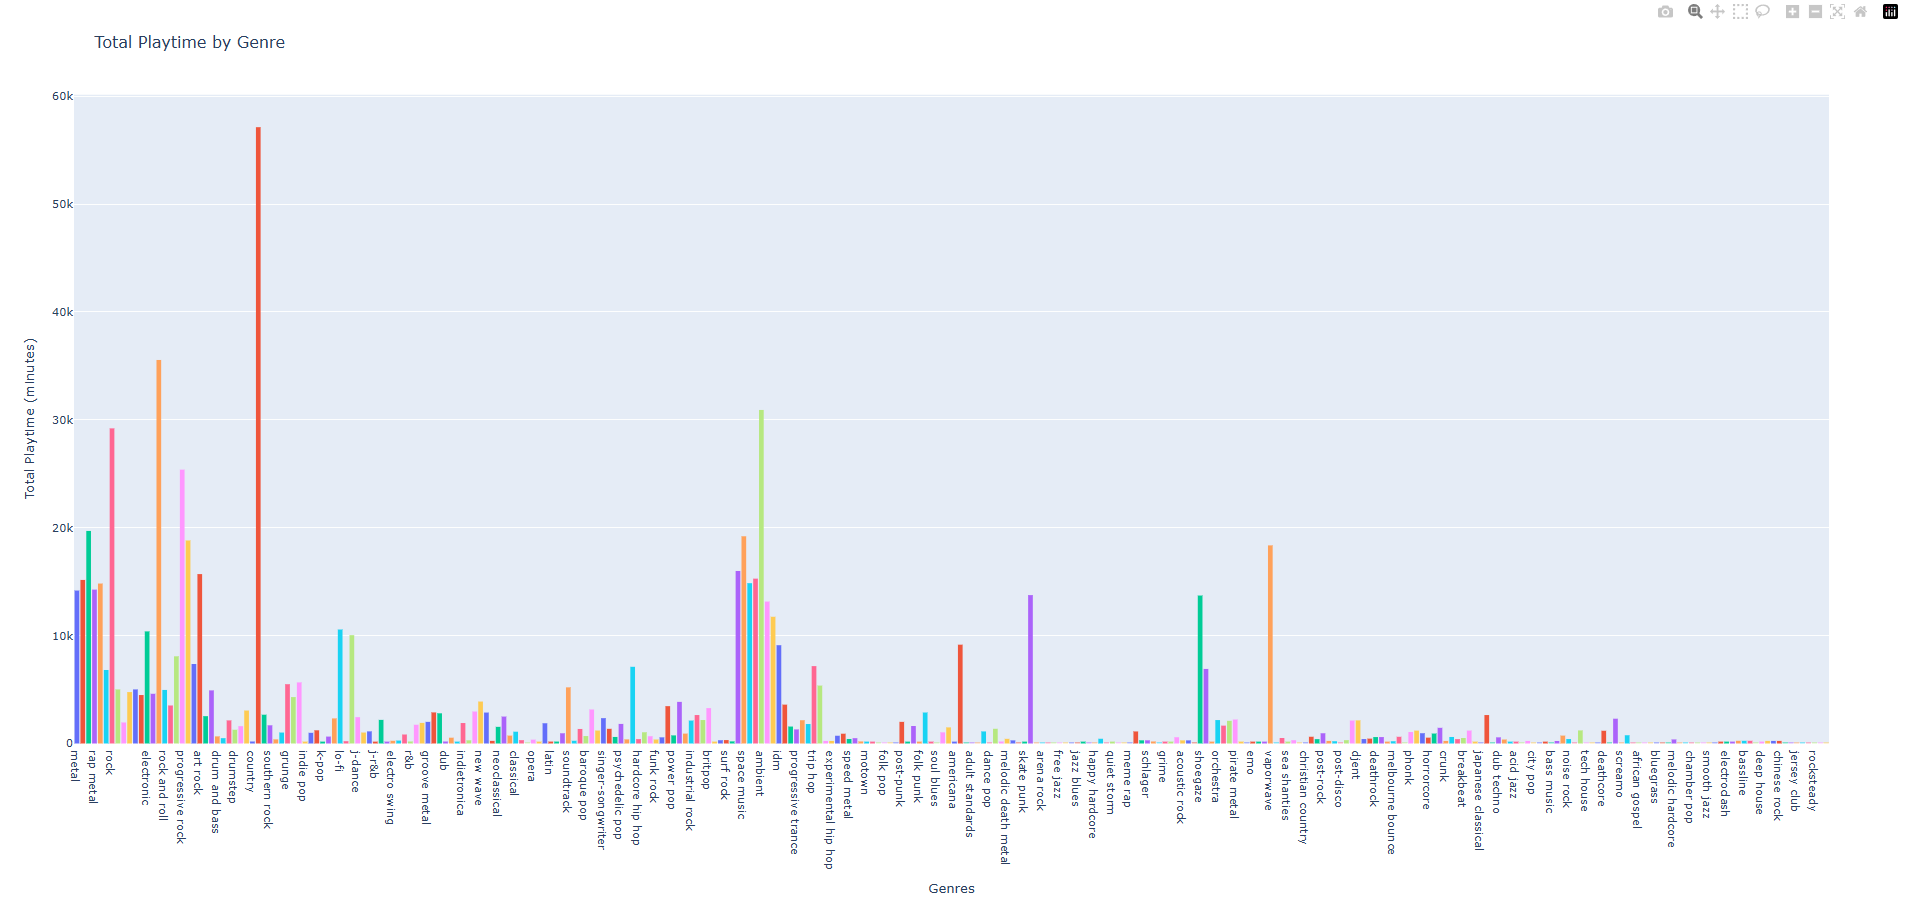 Total Playtime by Genre
60k
50k
40k
30k
20k
10k
0
Total Playtime (minutes)
metal
rap metal
rock
electronic
rock and roll
progressive rock
art rock
drum and bass
drumstep
country
southern rock
grunge
indie pop
k-pop
lo-fi
j-dance
j-r&b
electro swing
r&b
groove metal
dub
indietronica
new wave
neoclassical
classical
opera
latin
soundtrack
baroque pop
singer-songwriter
psychedelic pop
hardcore hip hop
funk rock
power pop
industrial rock
britpop
surf rock
space music
ambient
idm
progressive trance
trip hop
experimental hip hop
speed metal
motown
folk pop
post-punk
folk punk
soul blues
americana
adult standards
dance pop
melodic death metal
skate punk
arena rock
free jazz
jazz blues
happy hardcore
quiet storm
meme rap
schlager
grime
acoustic rock
shoegaze
orchestra
pirate metal
emo
vaporwave
sea shanties
christian country
post-rock
post-disco
djent
deathrock
melbourne bounce
phonk
horrorcore
crunk
breakbeat
japanese classical
dub techno
acid jazz
city pop
bass music
noise rock
tech house
deathcore
screamo
african gospel
bluegrass
melodic hardcore
chamber pop
smooth jazz
electroclash
bassline
deep house
chinese rock
jersey club
rocksteady
Genres